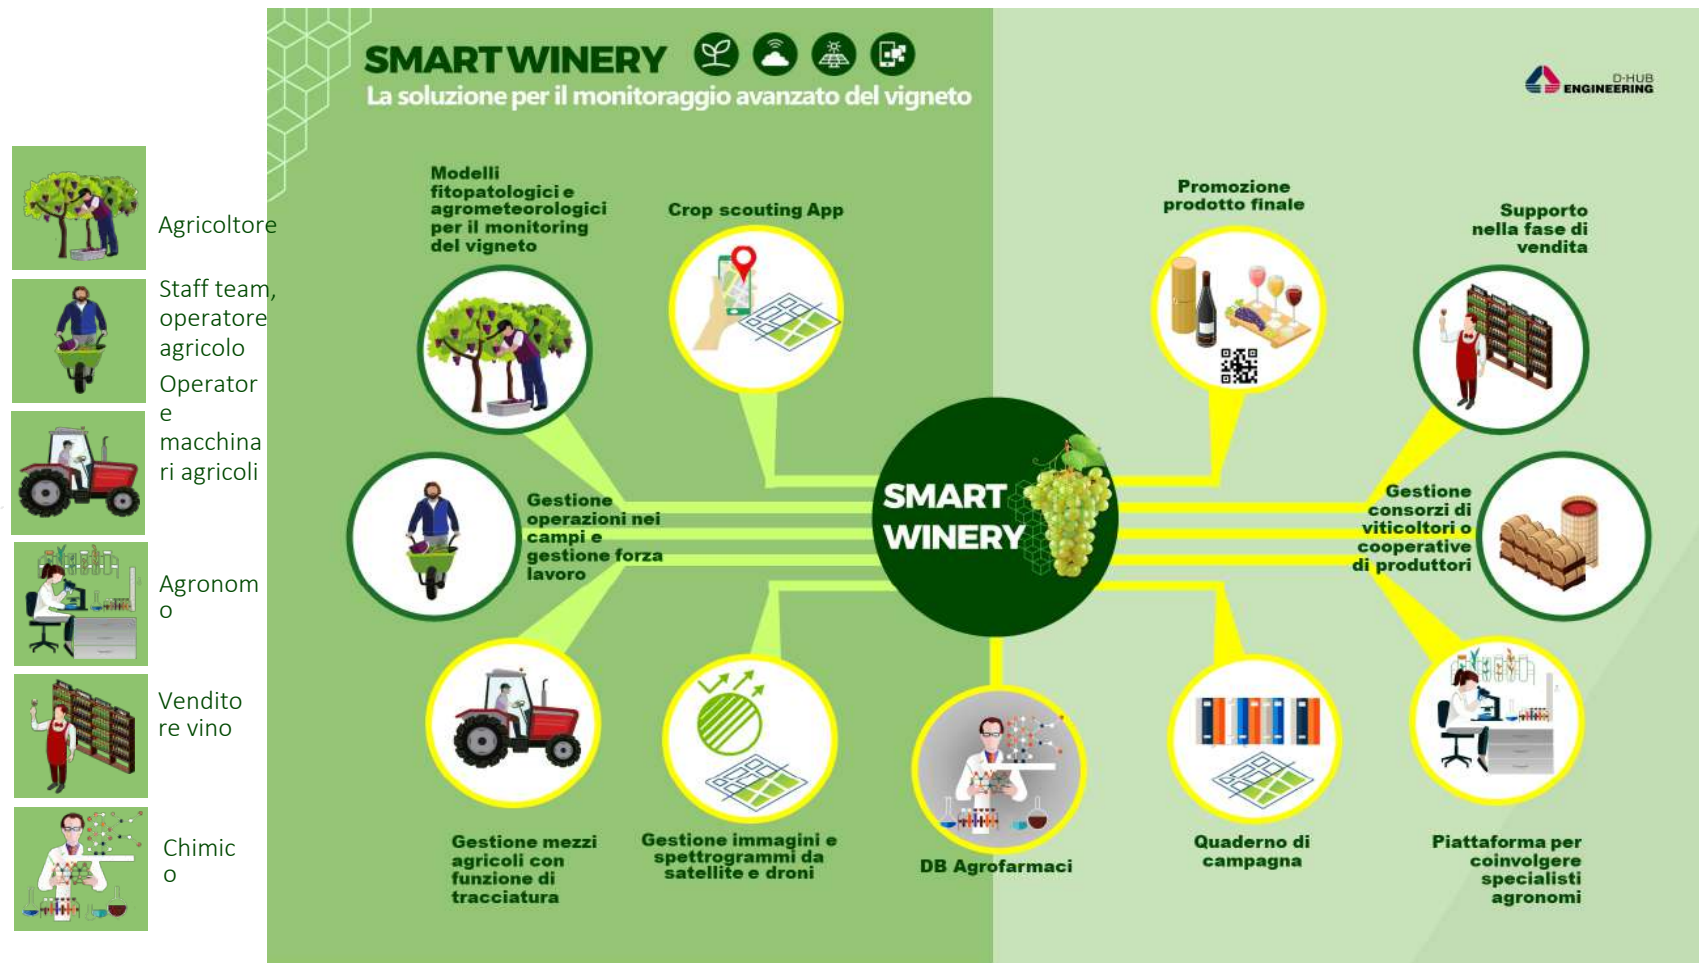 SMART WINERY
La soluzione per il monitoraggio avanzato del vigneto
D-HUB
ENGINEERING
Agricoltore
Staff team,
operatore
agricolo
Operator
e
macchina
ri agricoli
Agronom
o
Vendito
re vino
Chimic
o
Modelli
fitopatologici e
agrometeorologici
per il monitoring
del vigneto
Crop scouting App
Promozione
prodotto finale
Supporto
nella fase di
vendita
Gestione
operazioni nei
campi e
gestione forza
lavoro
SMART
WINERY
Gestione
consorzi di
viticoltori o
cooperative
di produttori
Gestione mezzi
agricoli con
funzione di
tracciatura
Gestione immagini e
spettrogrammi da
satellite e droni
DB Agrofarmaci
Quaderno di
campagna
Piattaforma per
coinvolgere
specialisti
agronomi